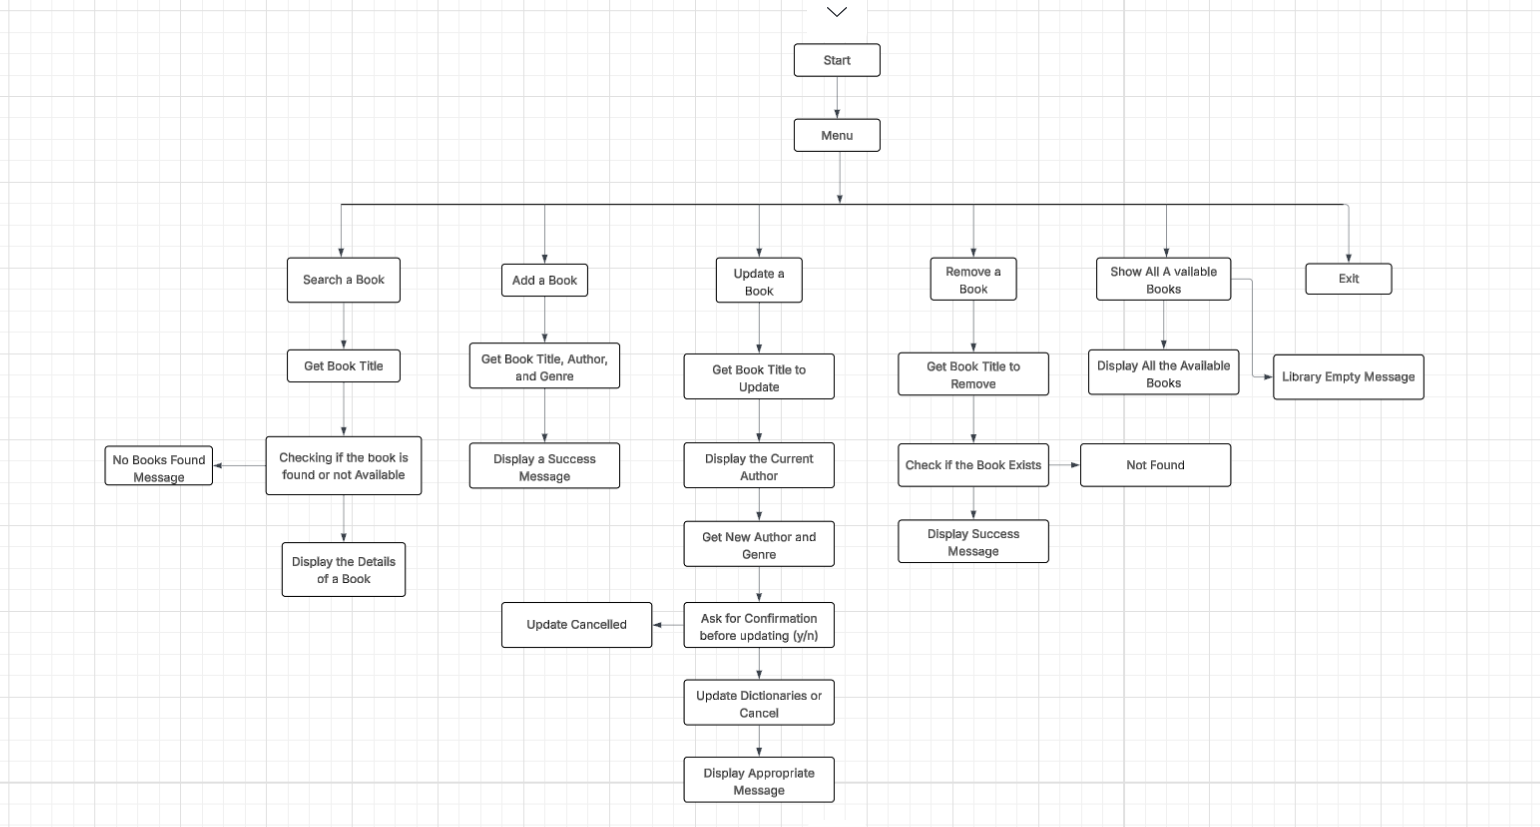 Start
Menu
Search a Book
Get Book Title
Checking if the book is
found or not Available
No Books Found
Message
Display the Details
of a Book
Add a Book
Get Book Title, Author,
and Genre
Display a Success
Message
Update a
Book
Get Book Title to
Update
Display the Current
Author
Get New Author and
Genre
Ask for Confirmation
before updating (y/n)
Update Cancelled
Update Dictionaries or
Cancel
Display Appropriate
Message
Remove a
Book
Get Book Title to
Remove
Check if the Book Exists
Not Found
Display Success
Message
Show All A vailable
Books
Display All the Available
Books
Library Empty Message
Exit